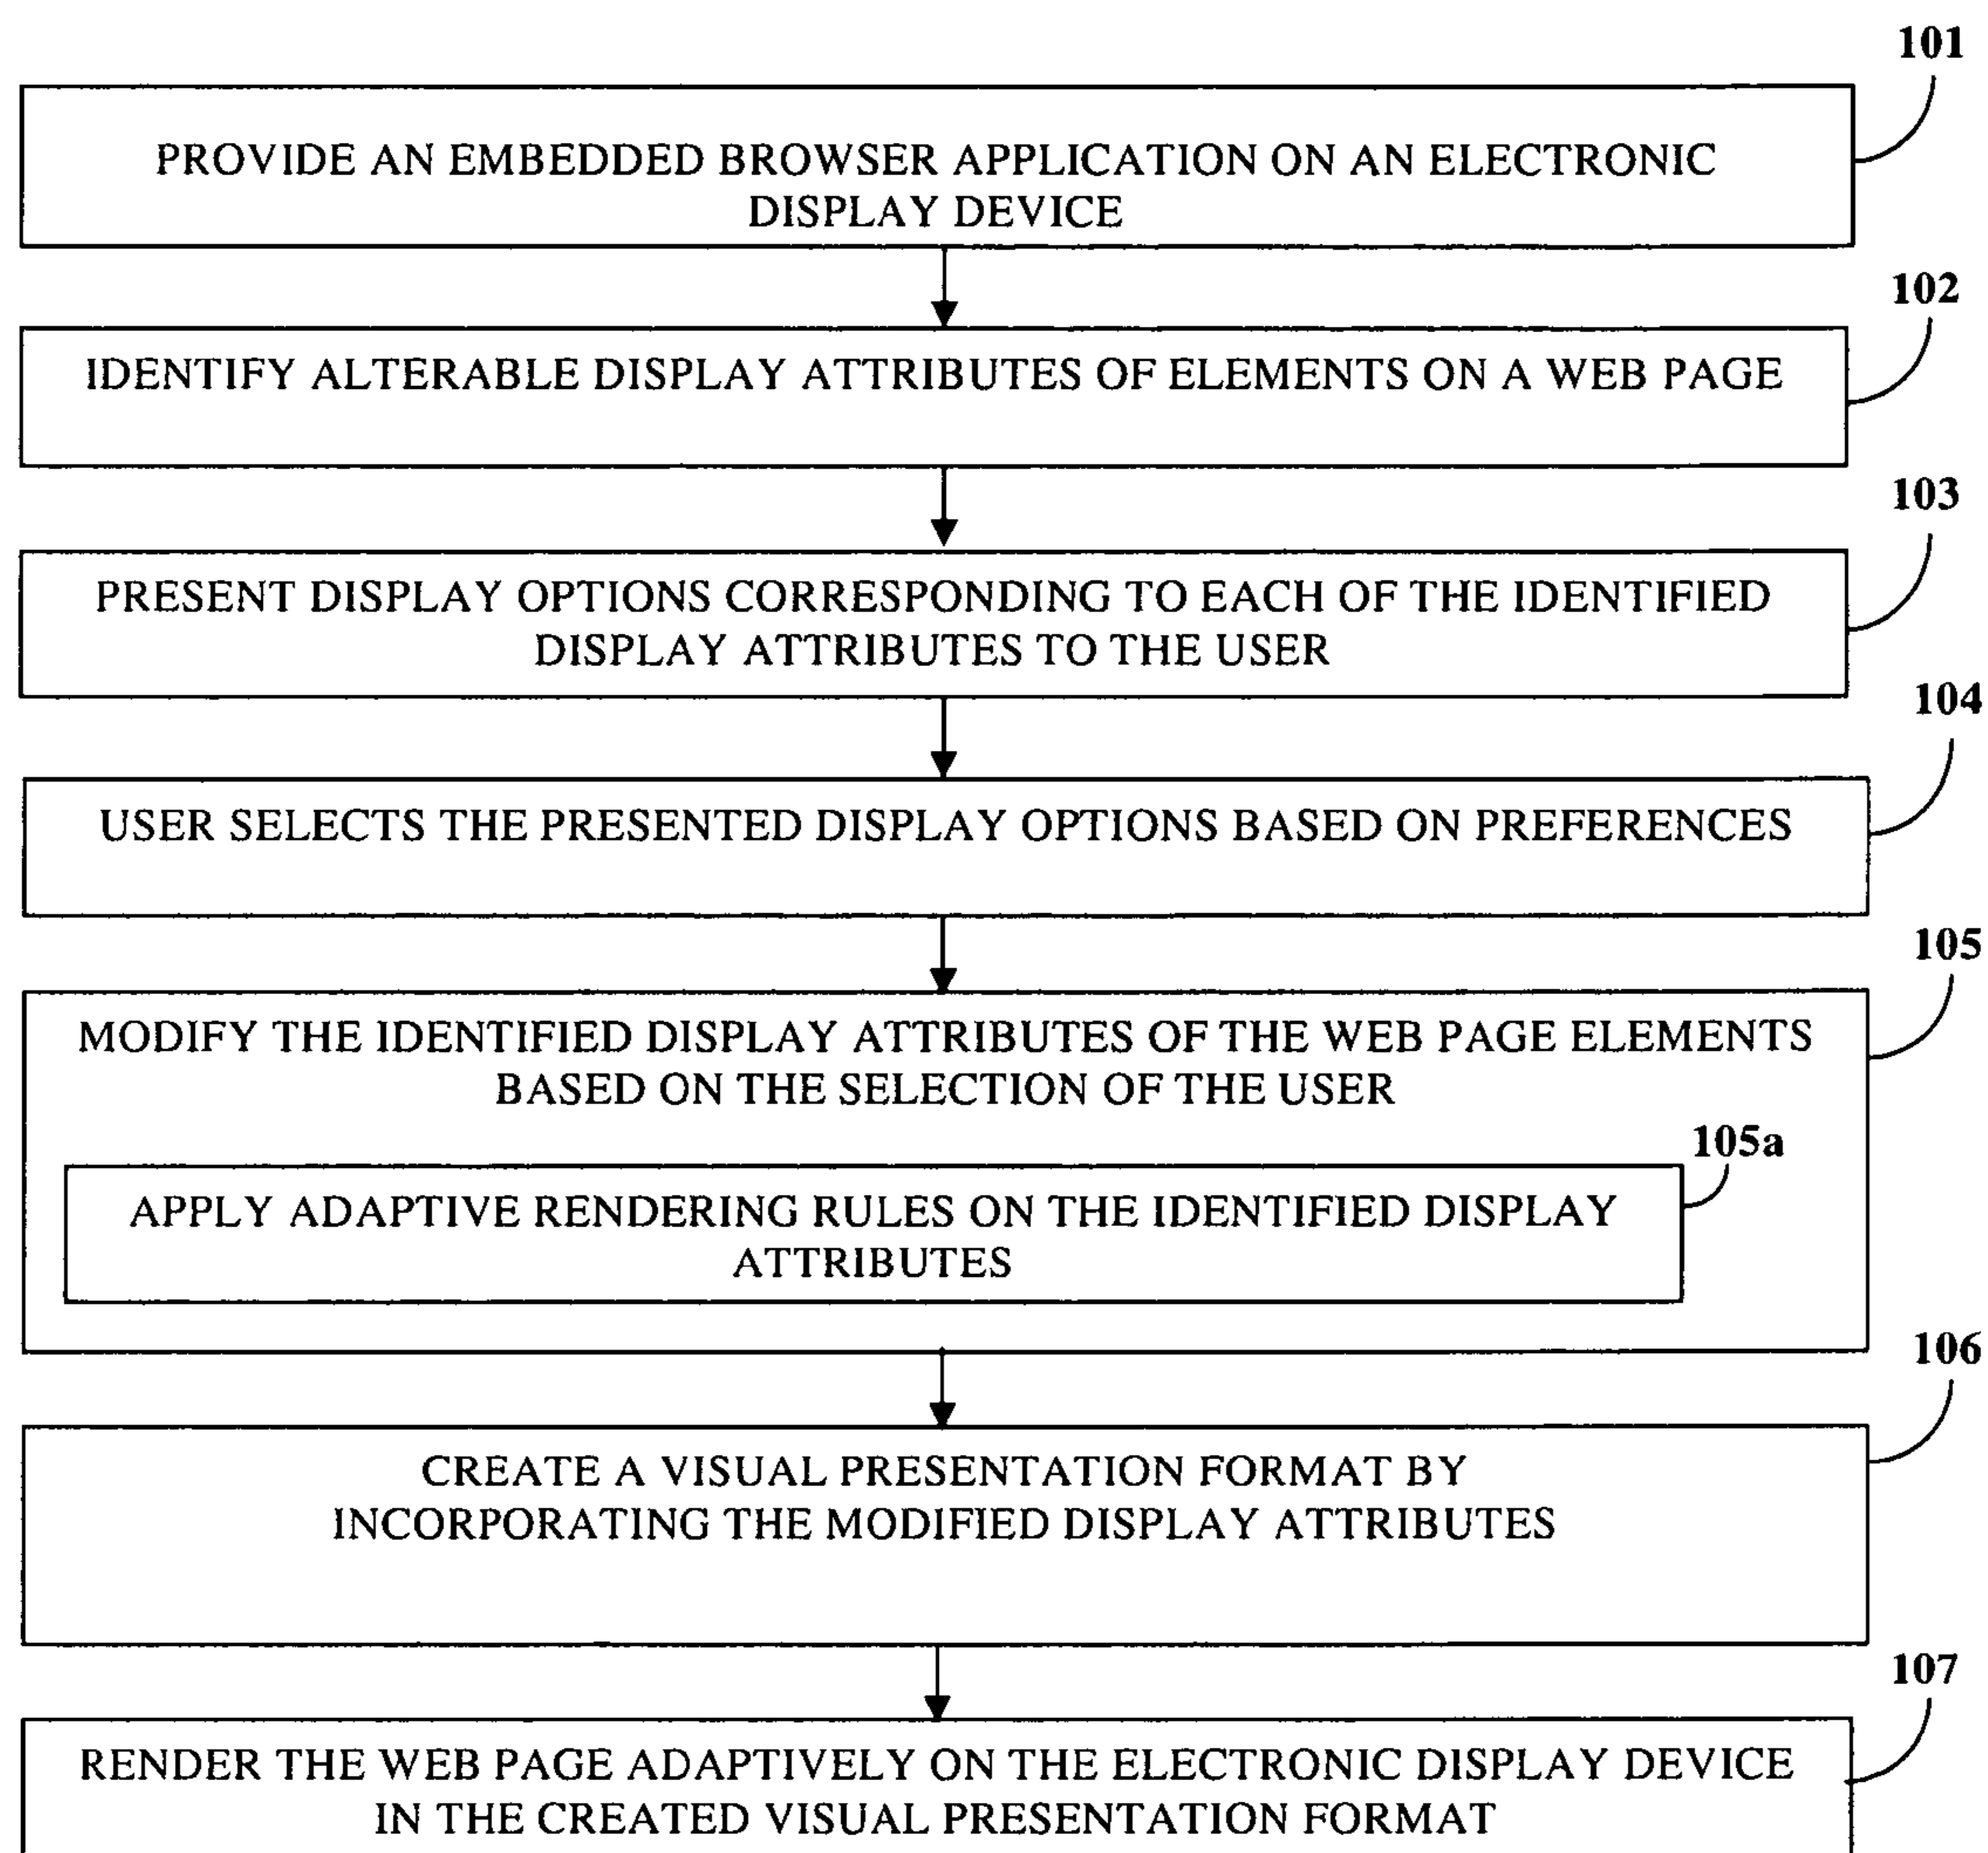 101
PROVIDE AN EMBEDDED BROWSER APPLICATION ON AN ELECTRONIC
DISPLAY DEVICE
102
IDENTIFY ALTERABLE DISPLAY ATTRIBUTES OF ELEMENTS ON A WEB PAGE
103
PRESENT DISPLAY OPTIONS CORRESPONDING TO EACH OF THE IDENTIFIED
DISPLAY ATTRIBUTES TO THE USER
104
USER SELECTS THE PRESENTED DISPLAY OPTIONS BASED ON PREFERENCES
105
MODIFY THE IDENTIFIED DISPLAY ATTRIBUTES OF THE WEB PAGE ELEMENTS
BASED ON THE SELECTION OF THE USER
105a
APPLY ADAPTIVE RENDERING RULES ON THE IDENTIFIED DISPLAY
ATTRIBUTES
106
CREATE A VISUAL PRESENTATION FORMAT BY
INCORPORATING THE MODIFIED DISPLAY ATTRIBUTES
107
RENDER THE WEB PAGE ADAPTIVELY ON THE ELECTRONIC DISPLAY DEVICE
IN THE CREATED VISUAL PRESENTATION FORMAT